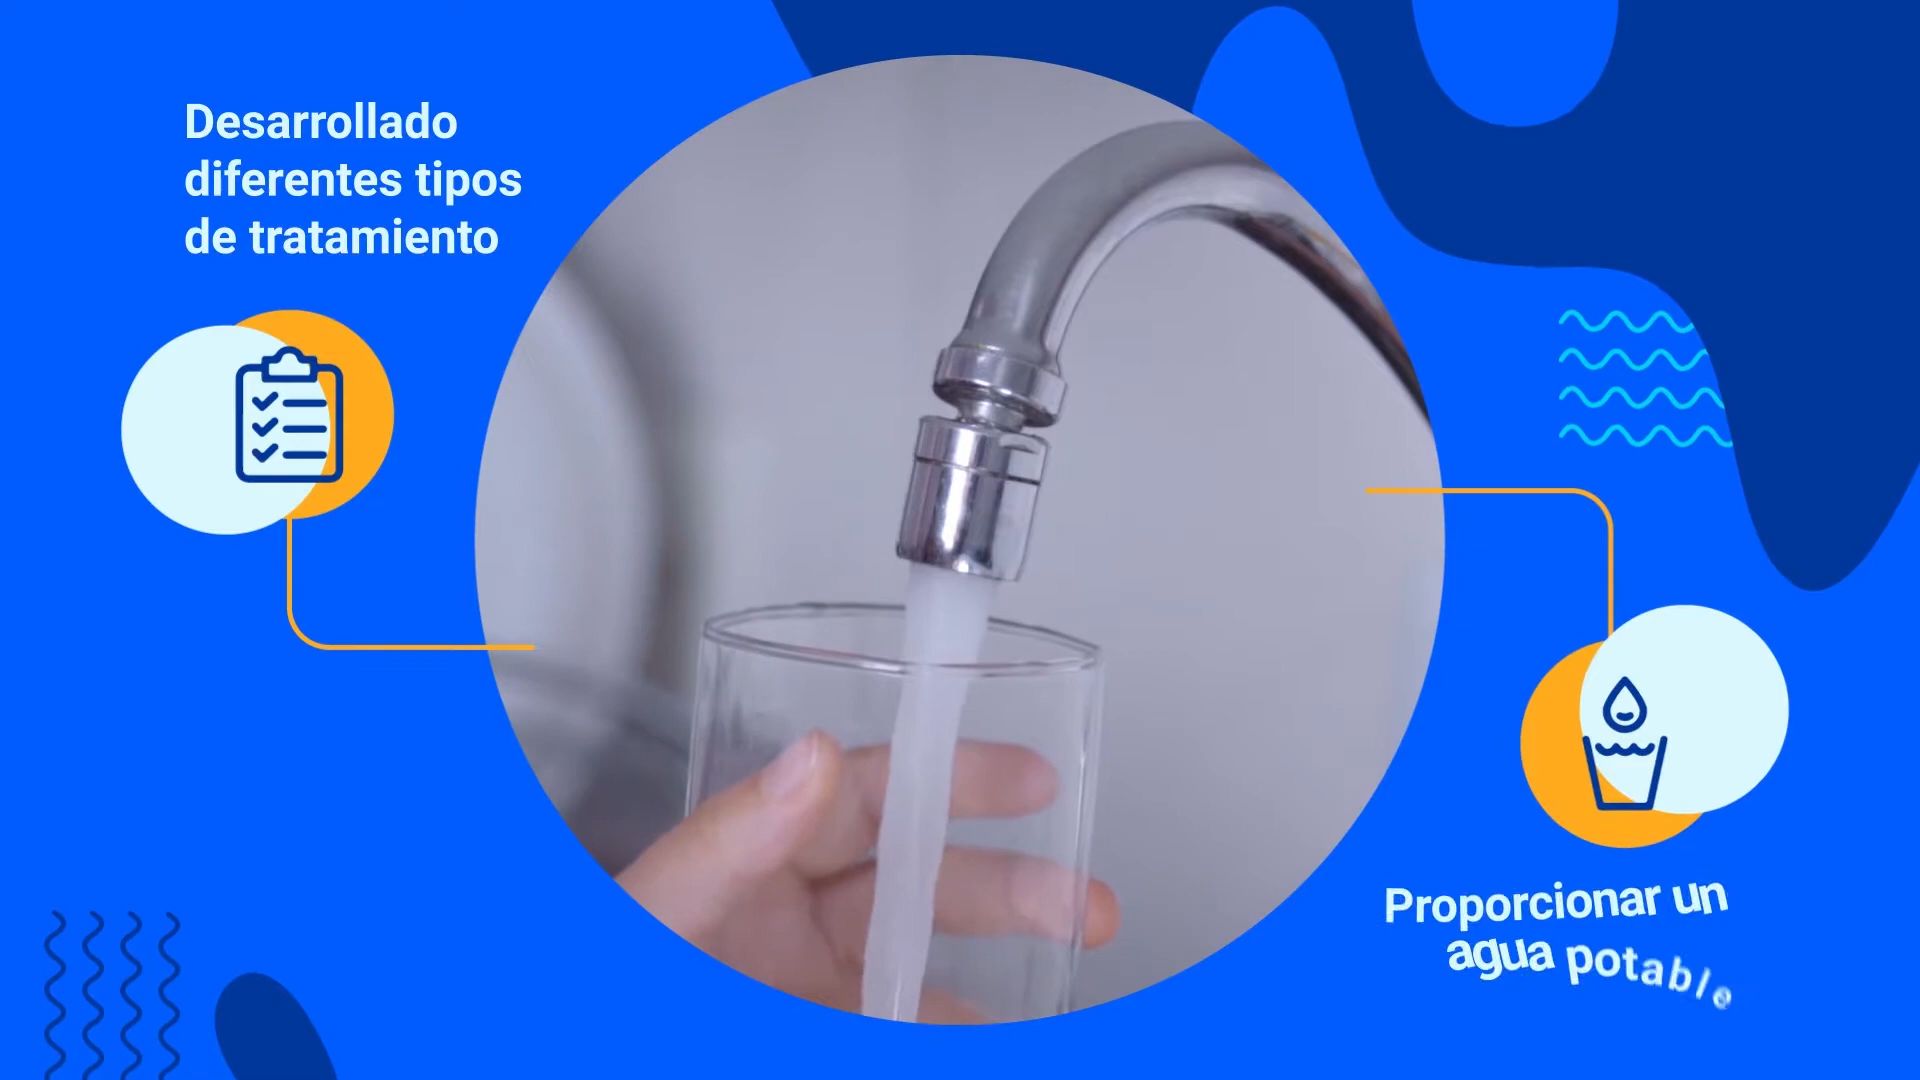 Desarrollado
diferentes tipos
de tratamiento
Proporcionar un
agua potable